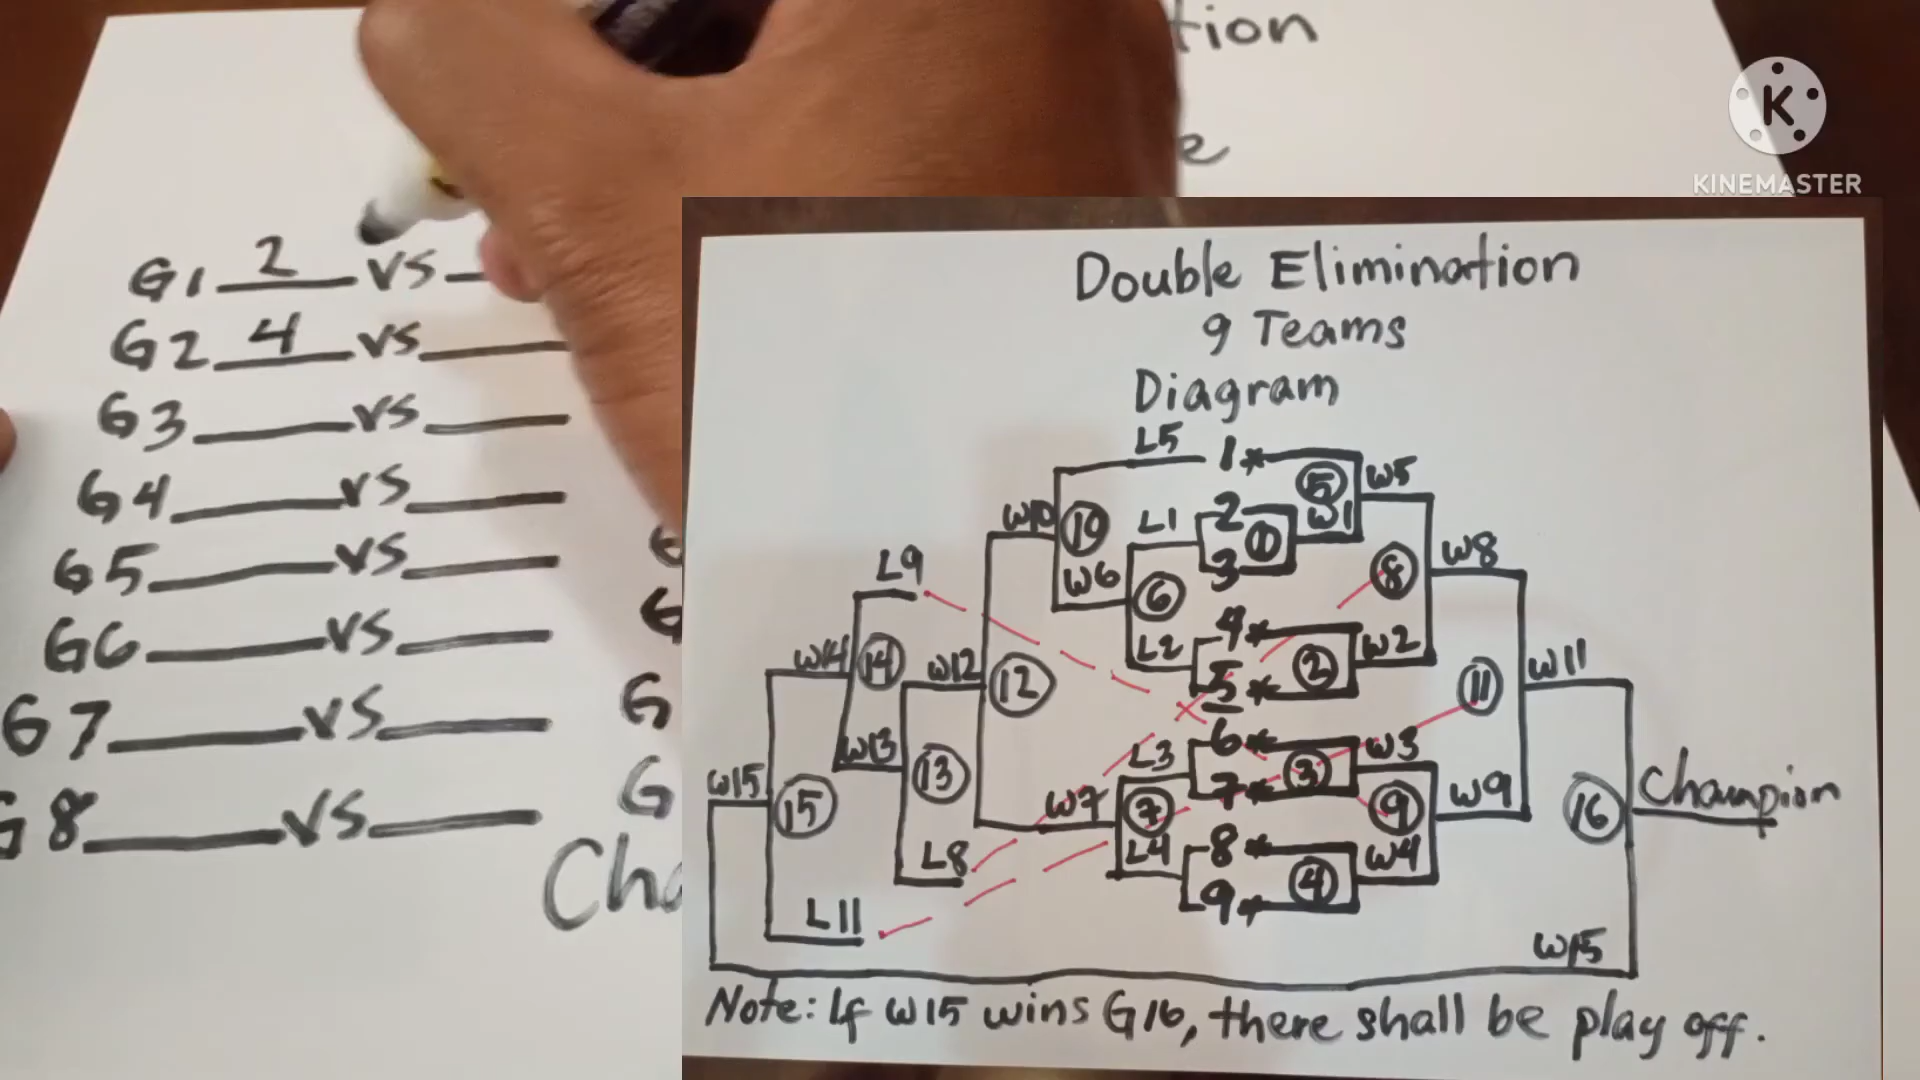 tion
e
K
KINEMASTER
G1 2 vs
G2 4 vs
G3 vs
G4 vs
G5 vs
G6 vs
G7 vs
G8 vs
G
G
Double Elimination
9 Teams
Diagram
L5 1
5 W5
W10 10 L1 2 1 W1
3
W8
8
L9
W6 6
L2 4 2 W2
5
W14 14 W12 12
11 W11
6 W3
L3 7 3
W13 13
W15 15 W7 7 9 W9 16 Champion
L8 L4 8 W4
9 4
L11
W15
Note: If W15 wins G16, there shall be play off.